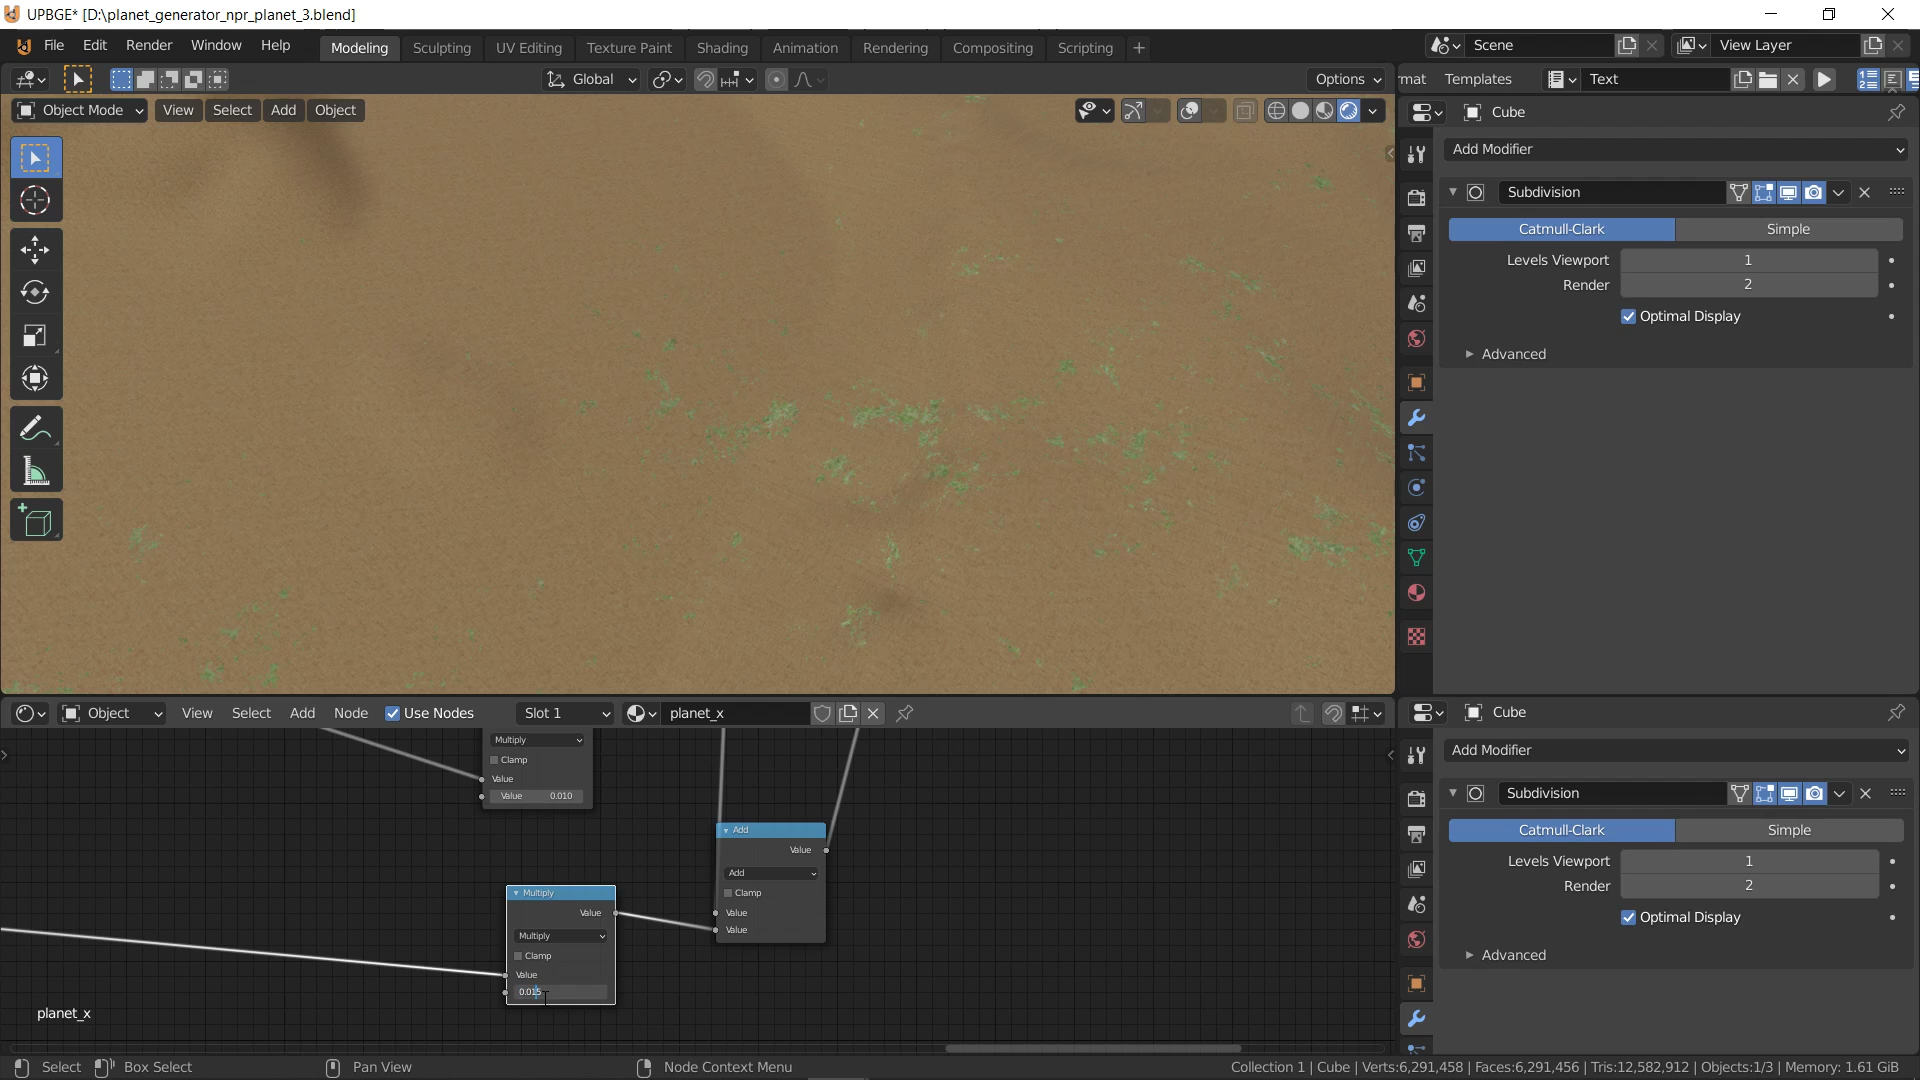 UPBGE* [D:\planet_generator_npr_planet_3.blend]
File Edit Render Window Help
Modeling Sculpting UV Editing Texture Paint Shading Animation Rendering Compositing Scripting +
Scene
View Layer
Global
Options
mat Templates
Text
Object Mode View Select Add Object
Cube
Add Modifier
Subdivision
Catmull-Clark Simple
Levels Viewport 1
Render 2
Optimal Display
Advanced
Object View Select Add Node Use Nodes Slot 1 planet_x
Cube
Add Modifier
Subdivision
Catmull-Clark Simple
Levels Viewport 1
Render 2
Optimal Display
Advanced
Multiply
Clamp
Value
Value 0.010
Add
Value
Add
Clamp
Value
Value
Multiply
Value
Multiply
Clamp
Value
0.015
planet_x
Select Box Select Pan View Node Context Menu
Collection 1 | Cube | Verts:6,291,458 | Faces:6,291,456 | Tris:12,582,912 | Objects:1/3 | Memory: 1.61 GiB